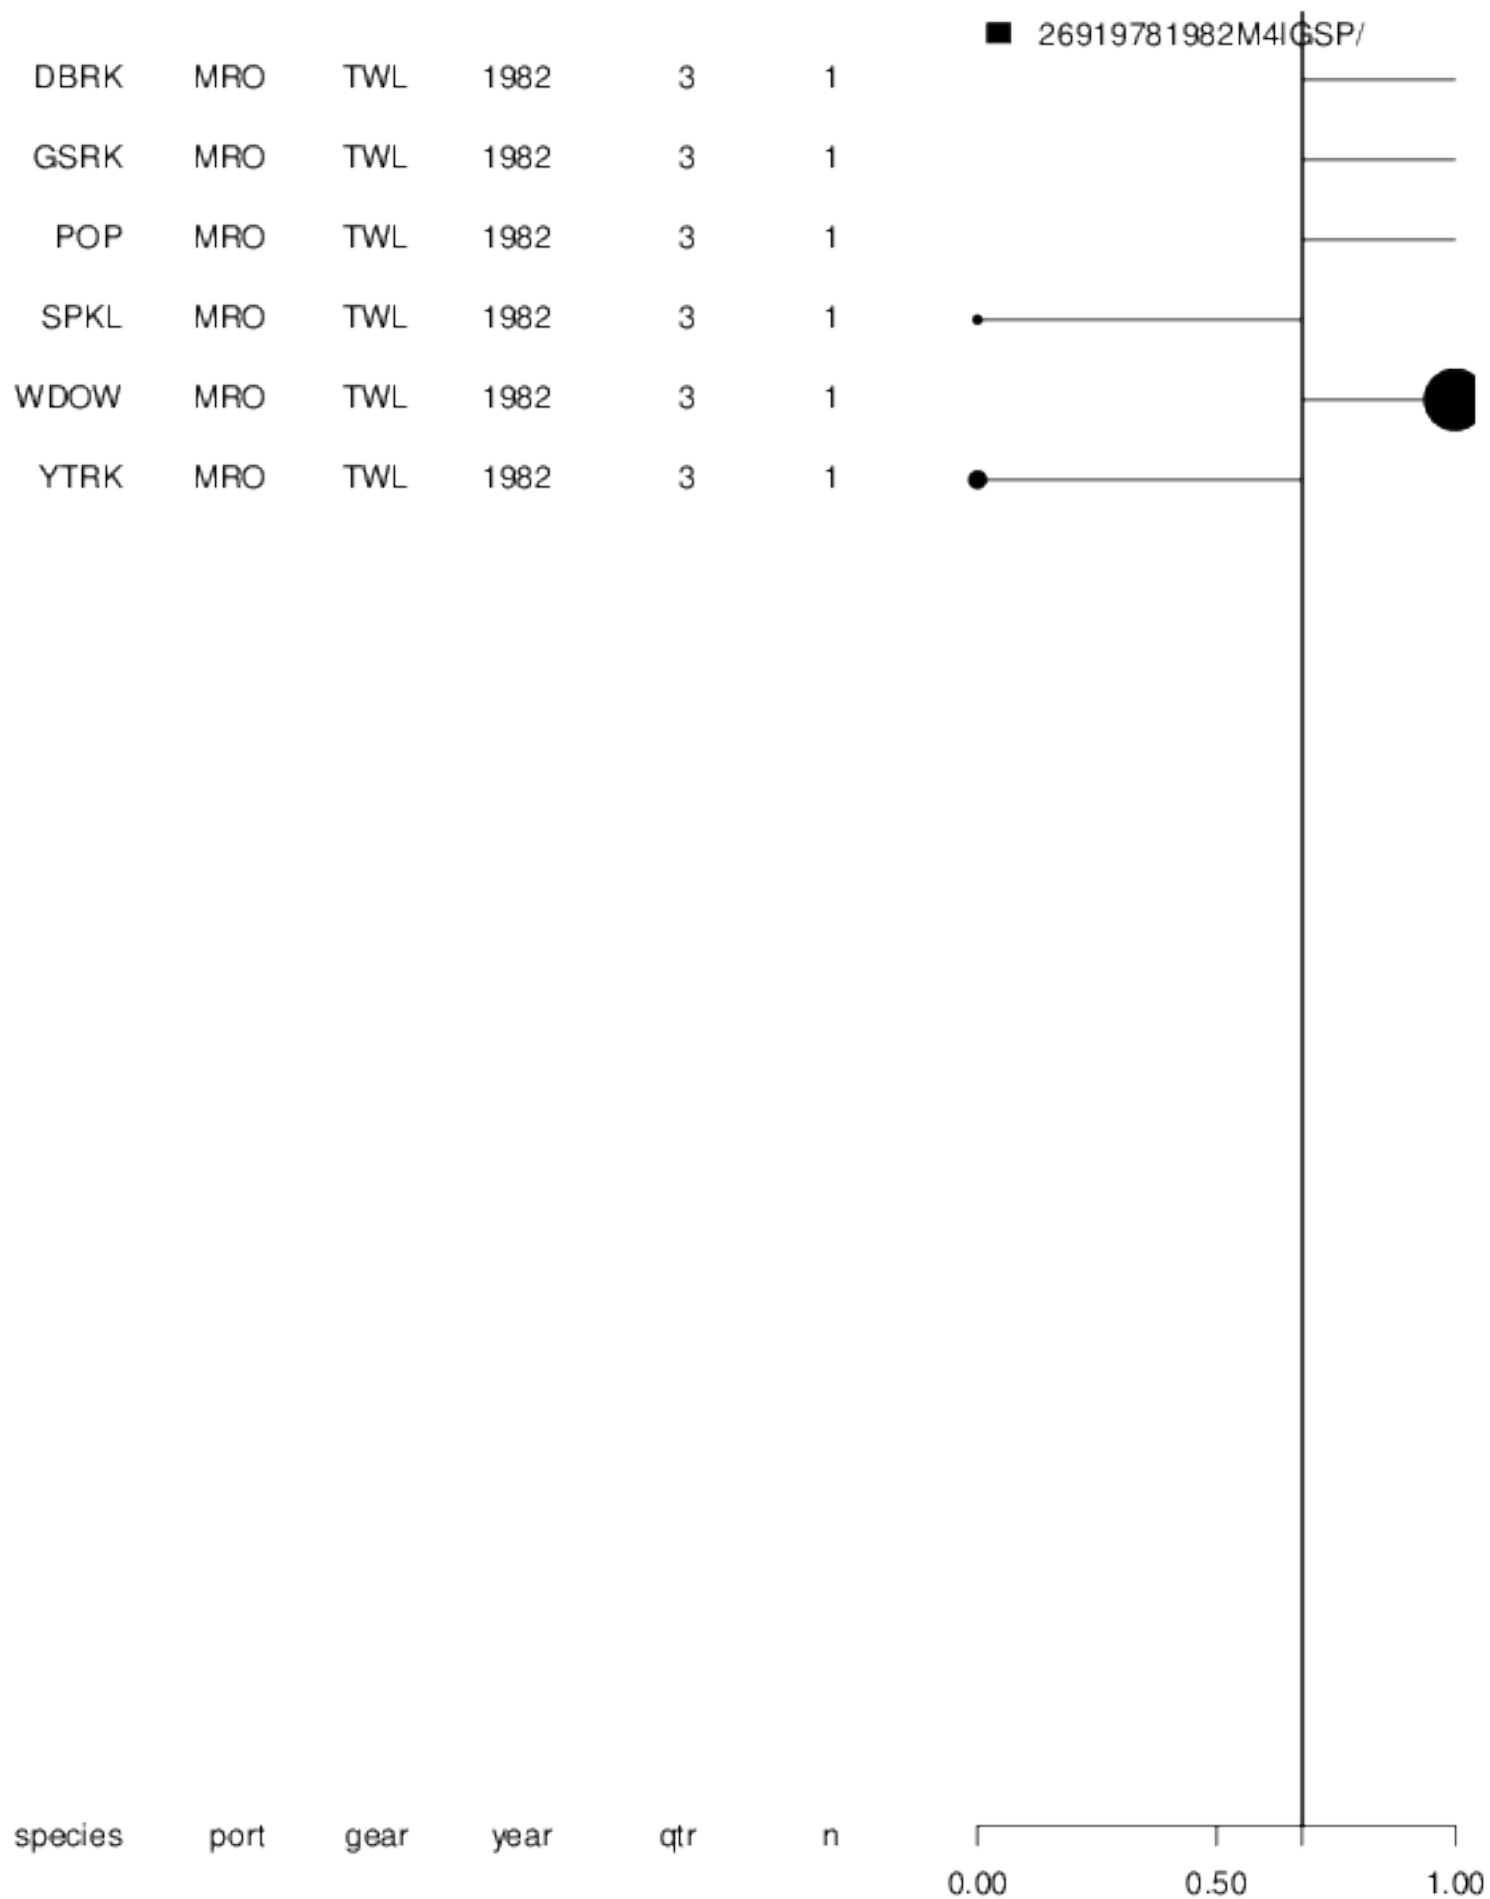 26919781982M4IGSP/
DBRK MRO TWL 1982 3 1
GSRK MRO TWL 1982 3 1
POP MRO TWL 1982 3 1
SPKL MRO TWL 1982 3 1
WDOW MRO TWL 1982 3 1
YTRK MRO TWL 1982 3 1
species port gear year qtr n
0.00 0.50 1.00